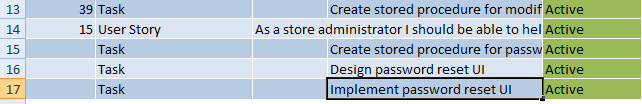 13 39 Task Create stored procedure for modif Active
14 15 User Story As a store administrator I should be able to hel Active
15 Task Create stored procedure for passw Active
16 Task Design password reset UI Active
17 Task Implement password reset UI Active